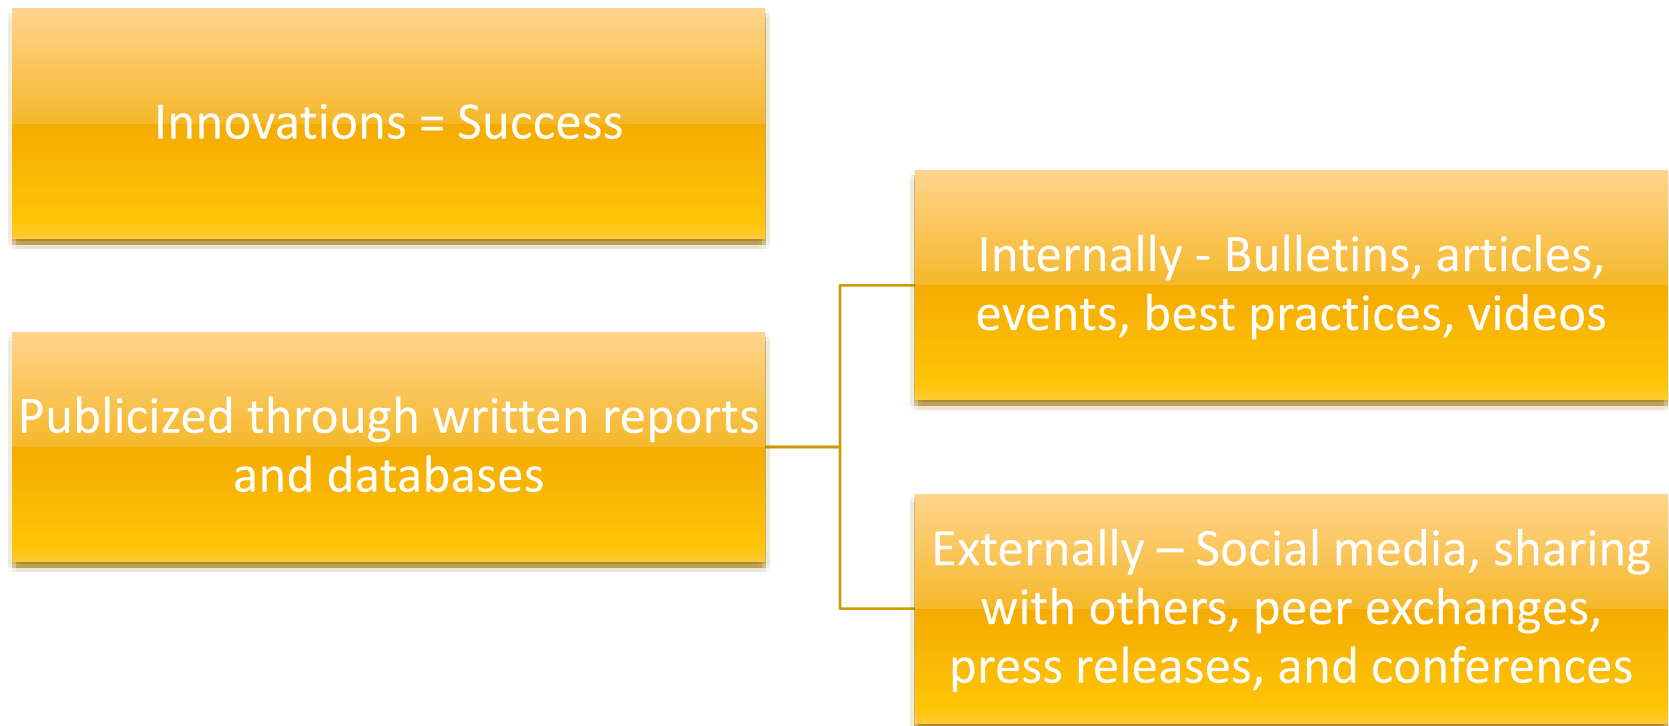 Innovations = Success
Publicized through written reports
and databases
Internally - Bulletins, articles,
events, best practices, videos
Externally – Social media, sharing
with others, peer exchanges,
press releases, and conferences